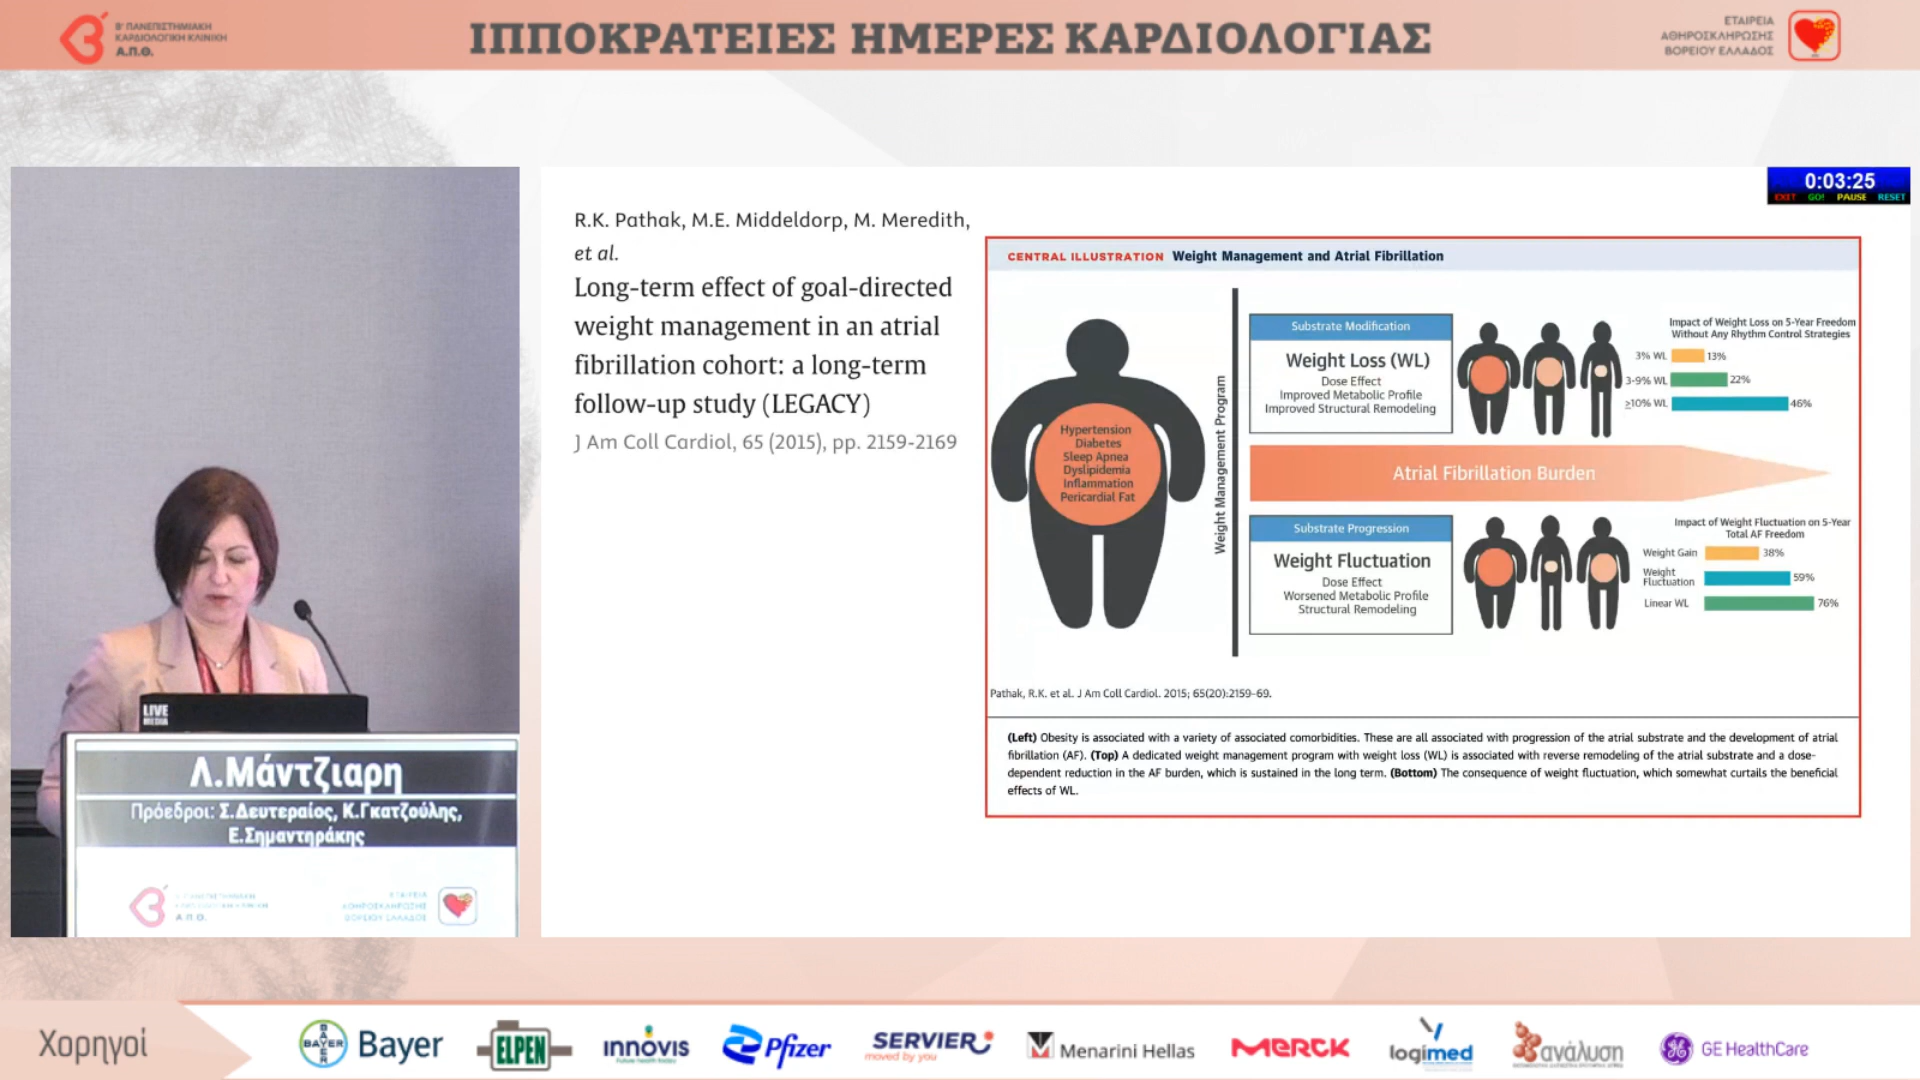 Β' ΠΑΝΕΠΙΣΤΗΜΙΑΚΗ
ΚΑΡΔΙΟΛΟΓΙΚΗ ΚΛΙΝΙΚΗ
Α.Π.Θ.
ΙΠΠΟΚΡΑΤΕΙΕΣ ΗΜΕΡΕΣ ΚΑΡΔΙΟΛΟΓΙΑΣ
ΕΤΑΙΡΕΙΑ
ΑΘΗΡΟΣΚΛΗΡΩΣΗΣ
ΒΟΡΕΙΟΥ ΕΛΛΑΔΟΣ
0:03:25
EXIT GO! PAUSE RESET
R.K. Pathak, M.E. Middeldorp, M. Meredith,
et al.
Long-term effect of goal-directed
weight management in an atrial
fibrillation cohort: a long-term
follow-up study (LEGACY)
J Am Coll Cardiol, 65 (2015), pp. 2159-2169
CENTRAL ILLUSTRATION Weight Management and Atrial Fibrillation
Hypertension
Diabetes
Sleep Apnea
Dyslipidemia
Inflammation
Pericardial Fat
Weight Management Program
Substrate Modification
Weight Loss (WL)
Dose Effect
Improved Metabolic Profile
Improved Structural Remodeling
Impact of Weight Loss on 5-Year Freedom
Without Any Rhythm Control Strategies
3% WL 13%
3-9% WL 22%
≥10% WL 46%
Atrial Fibrillation Burden
Substrate Progression
Weight Fluctuation
Dose Effect
Worsened Metabolic Profile
Structural Remodeling
Impact of Weight Fluctuation on 5-Year
Total AF Freedom
Weight Gain 38%
Weight
Fluctuation 59%
Linear WL 76%
Pathak, R.K. et al. J Am Coll Cardiol. 2015; 65(20):2159–69.
(Left) Obesity is associated with a variety of associated comorbidities. These are all associated with progression of the atrial substrate and the development of atrial
fibrillation (AF). (Top) A dedicated weight management program with weight loss (WL) is associated with reverse remodeling of the atrial substrate and a dose-
dependent reduction in the AF burden, which is sustained in the long term. (Bottom) The consequence of weight fluctuation, which somewhat curtails the beneficial
effects of WL.
LIVE
MEDIA
Λ.Μάντζιαρη
Πρόεδροι: Σ.Δευτεραίος, Κ.Γκατζούλης,
Ε.Σημαντηράκης
Α.Π.Θ.
ΕΤΑΙΡΕΙΑ
ΑΘΗΡΟΣΚΛΗΡΩΣΗΣ
ΒΟΡΕΙΟΥ ΕΛΛΑΔΟΣ
Χορηγοί
BAYER
BAYER
Bayer
ELPEN
innovis
Future health today
Pfizer
SERVIER
moved by you
Menarini Hellas
MERCK
logimed
ανάλυση
GE HealthCare